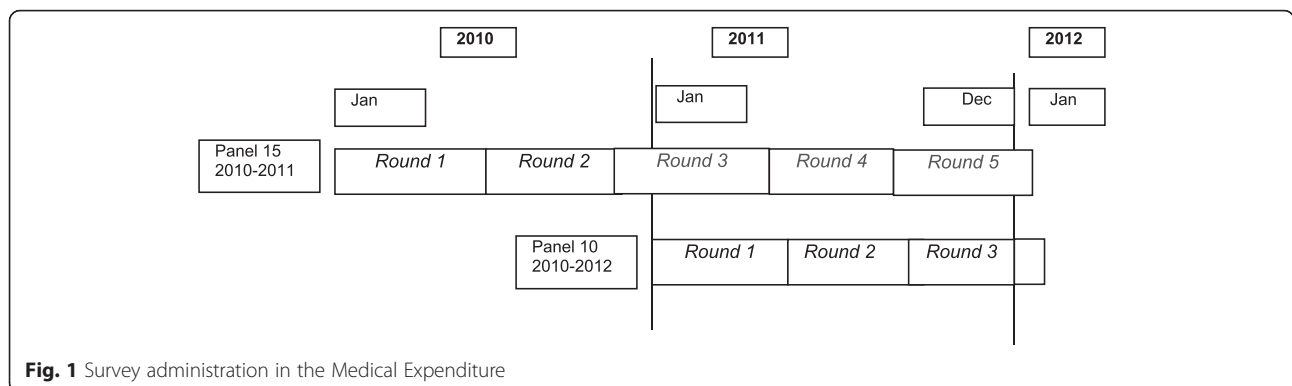 2010 2011 2012
Jan Jan Dec Jan
Panel 15
2010-2011
Round 1 Round 2 Round 3 Round 4 Round 5
Panel 10
2010-2012
Round 1 Round 2 Round 3
Fig. 1 Survey administration in the Medical Expenditure